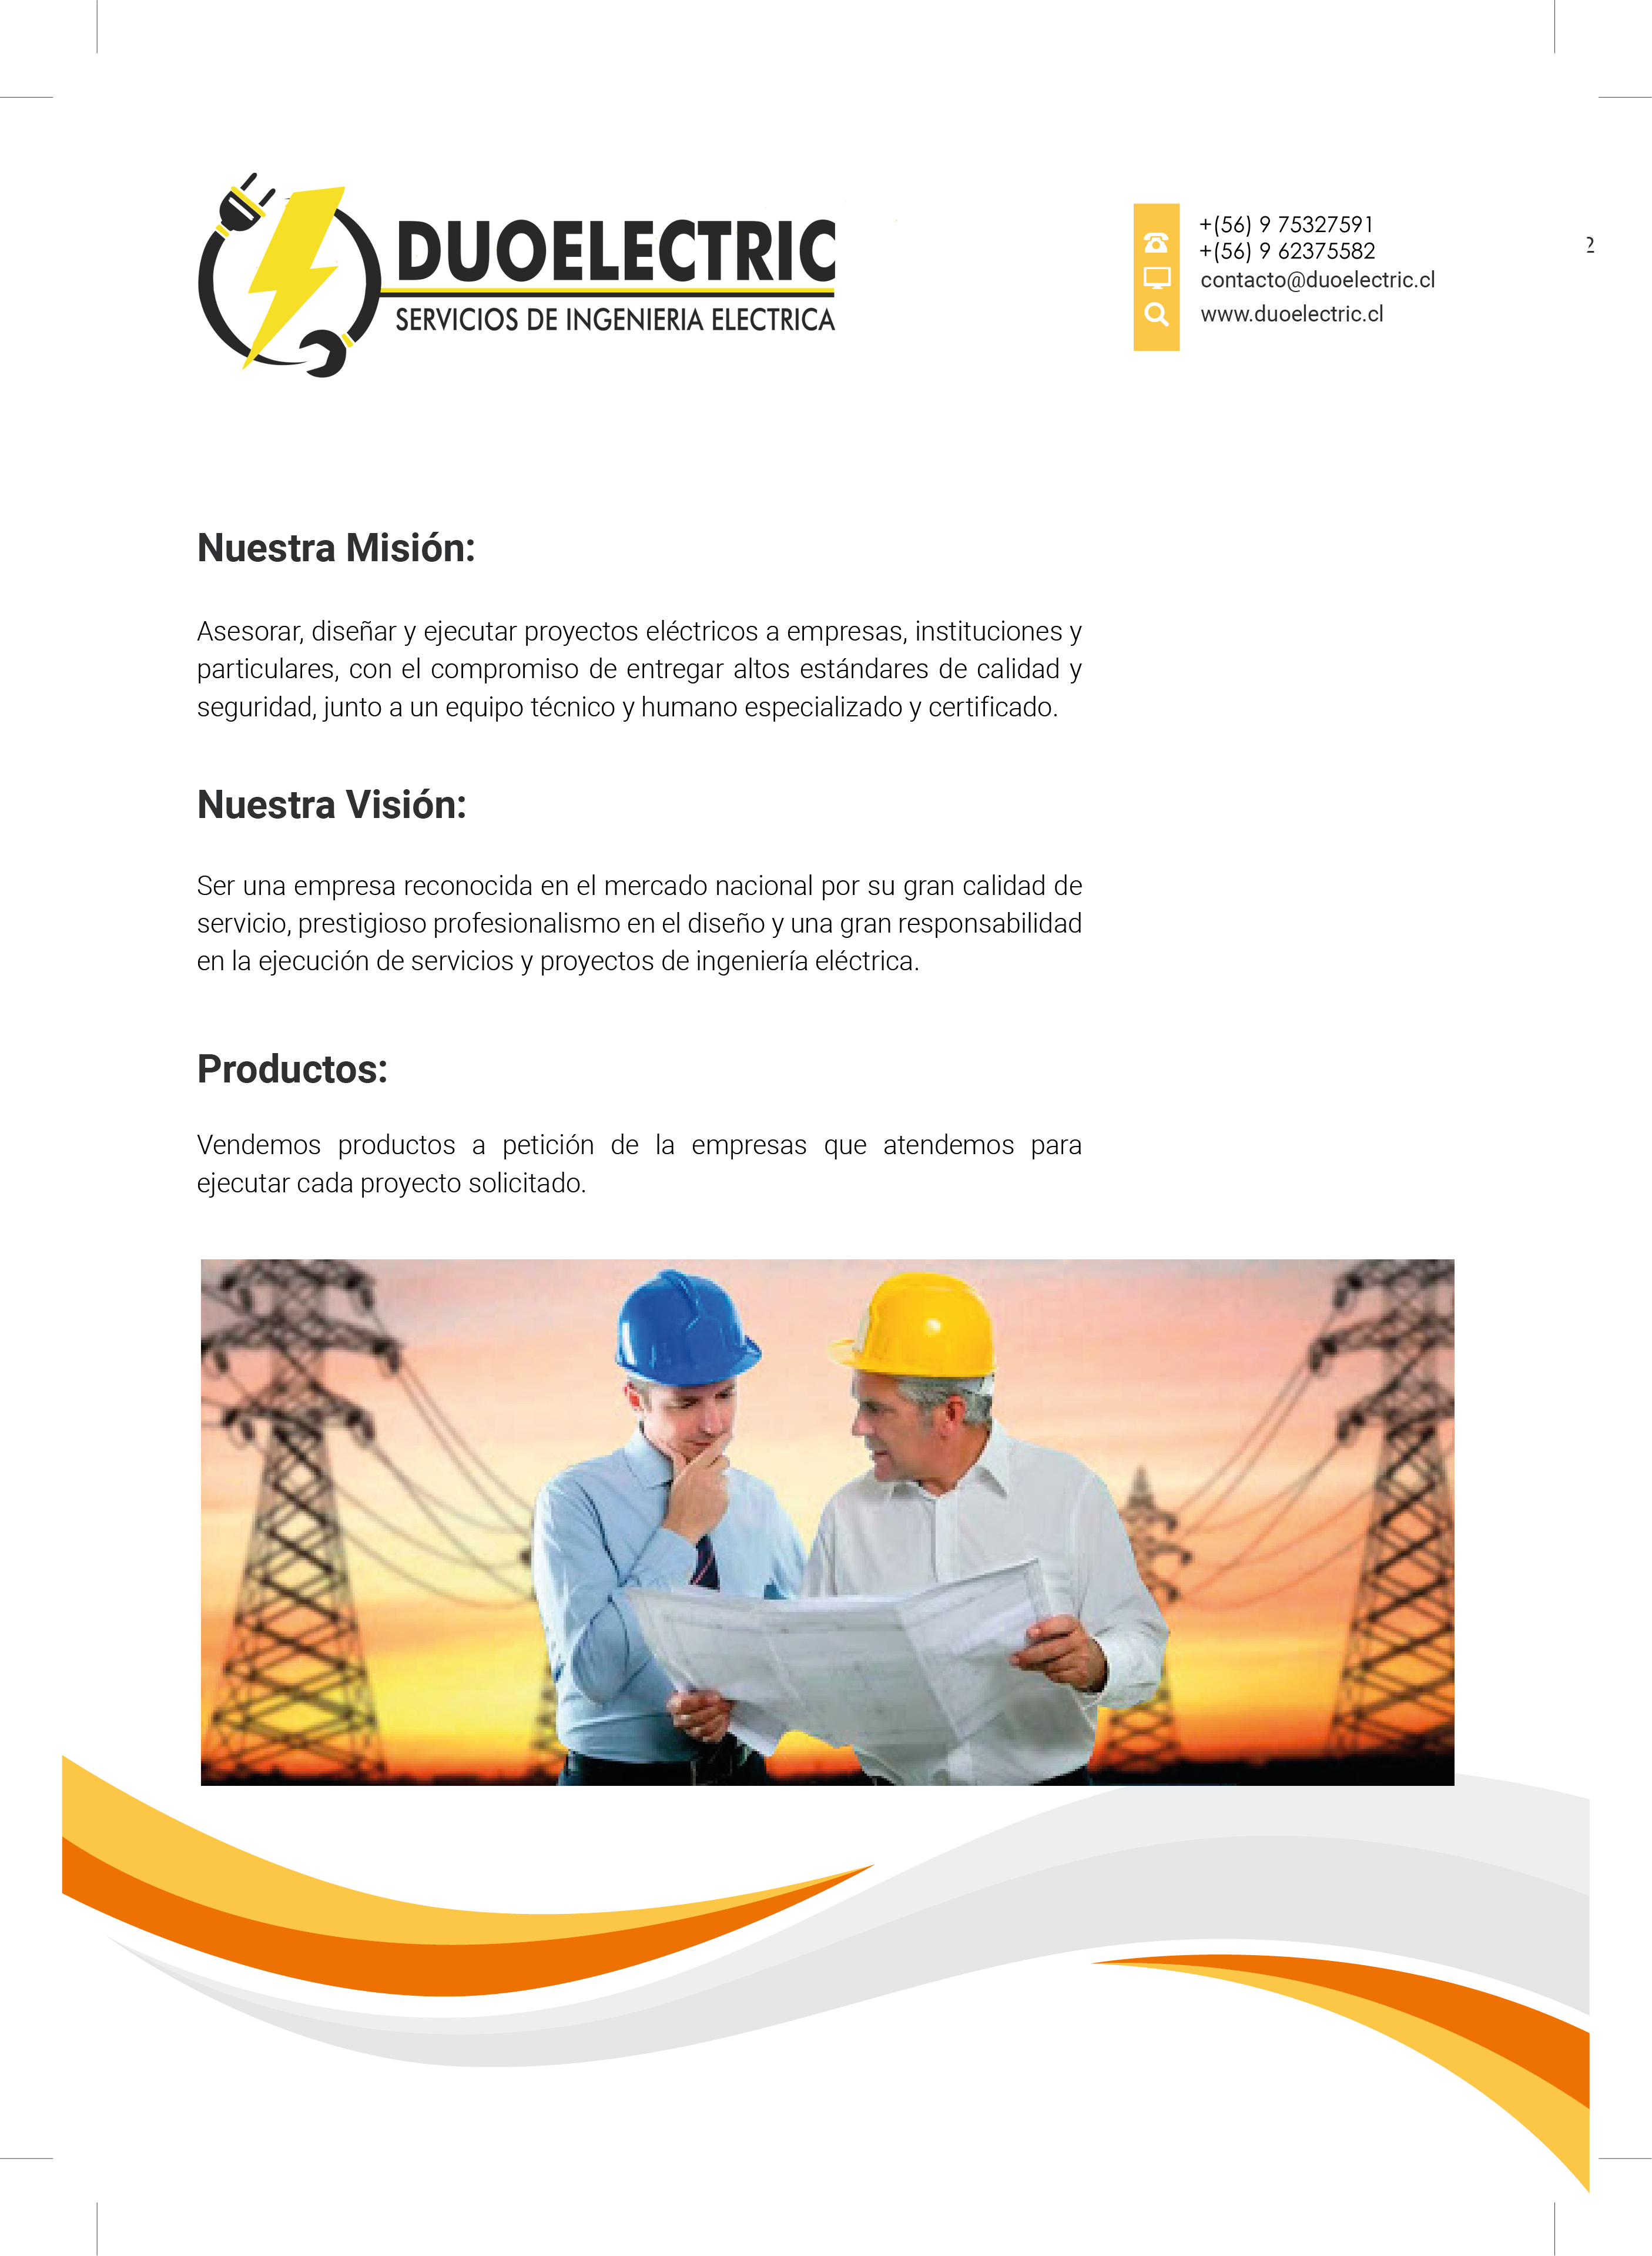 DUOELECTRIC
SERVICIOS DE INGENIERIA ELECTRICA
+(56) 9 75327591
+(56) 9 62375582
contacto@duoelectric.cl
www.duoelectric.cl
2
Nuestra Misión:
Asesorar, diseñar y ejecutar proyectos eléctricos a empresas, instituciones y
particulares, con el compromiso de entregar altos estándares de calidad y
seguridad, junto a un equipo técnico y humano especializado y certificado.
Nuestra Visión:
Ser una empresa reconocida en el mercado nacional por su gran calidad de
servicio, prestigioso profesionalismo en el diseño y una gran responsabilidad
en la ejecución de servicios y proyectos de ingeniería eléctrica.
Productos:
Vendemos productos a petición de la empresas que atendemos para
ejecutar cada proyecto solicitado.